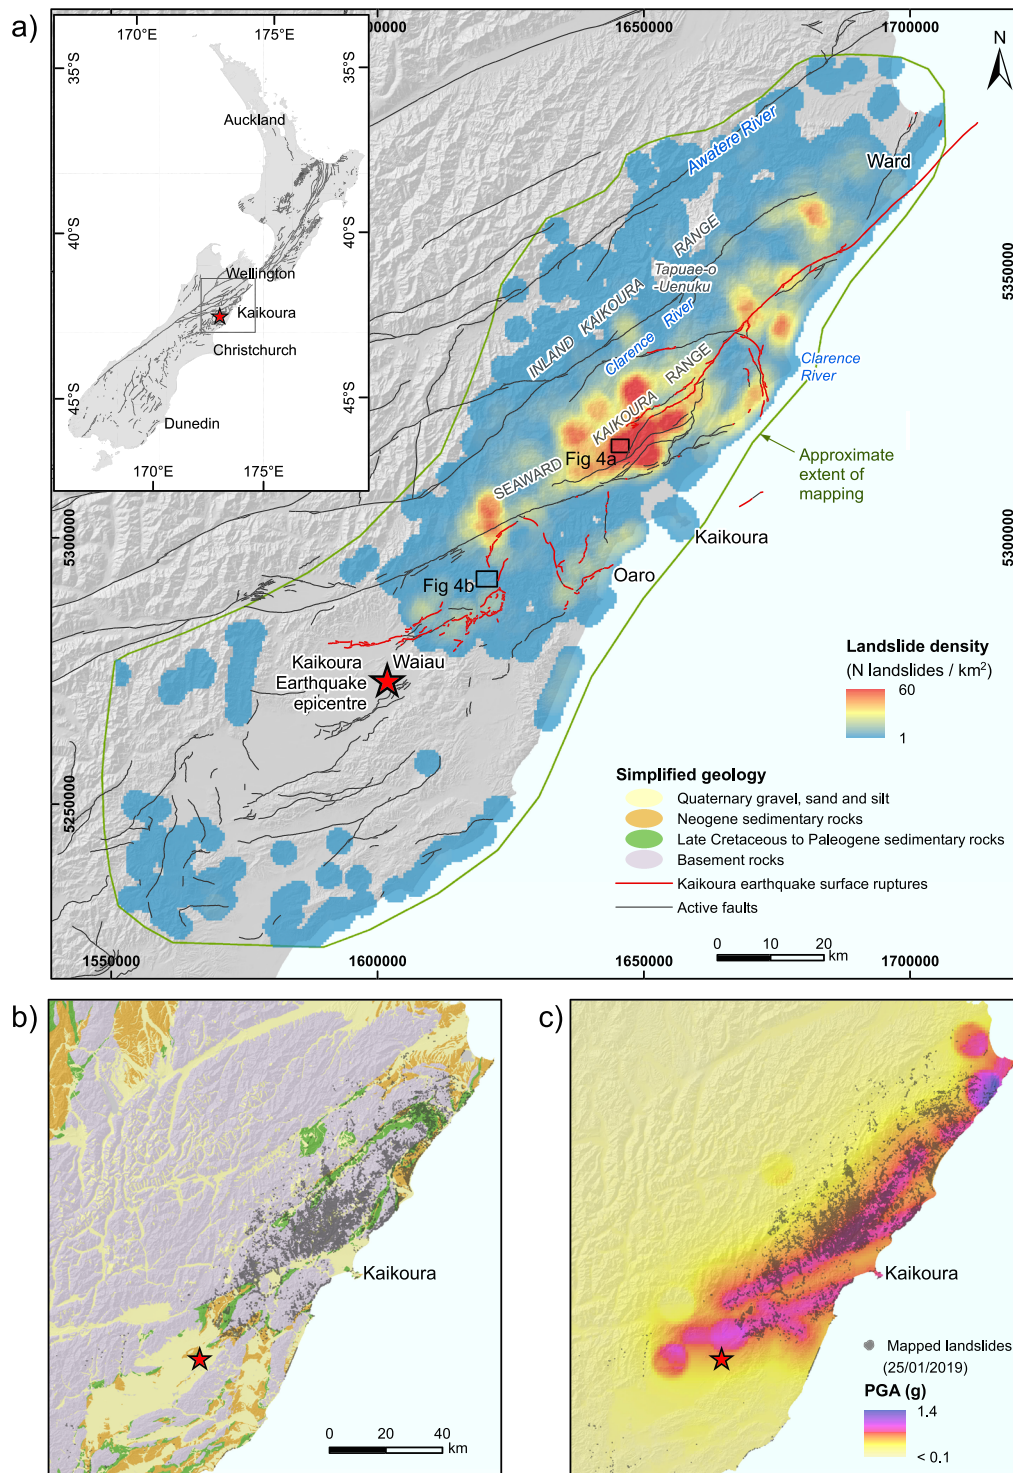 a)
170°E
175°E
35°S
40°S
45°S
Auckland
Wellington
Kaikoura
Christchurch
Dunedin
35°S
40°S
45°S
170°E
175°E
1650000
1700000
N
5350000
5300000
Awatere River
Ward
INLAND KAIKOURA RANGE
Tapuae-o
-Uenuku
Clarence River
SEAWARD KAIKOURA RANGE
Clarence
River
Fig 4a
Approximate
extent of
mapping
Kaikoura
Oaro
Fig 4b
5300000
5250000
Kaikoura
Earthquake
epicentre
Waiau
Landslide density
(N landslides / km²)
60
1
Simplified geology
Quaternary gravel, sand and silt
Neogene sedimentary rocks
Late Cretaceous to Paleogene sedimentary rocks
Basement rocks
Kaikoura earthquake surface ruptures
Active faults
0 10 20
km
1550000
1600000
1650000
1700000
b)
Kaikoura
0 20 40
km
c)
Kaikoura
Mapped landslides
(25/01/2019)
PGA (g)
1.4
< 0.1